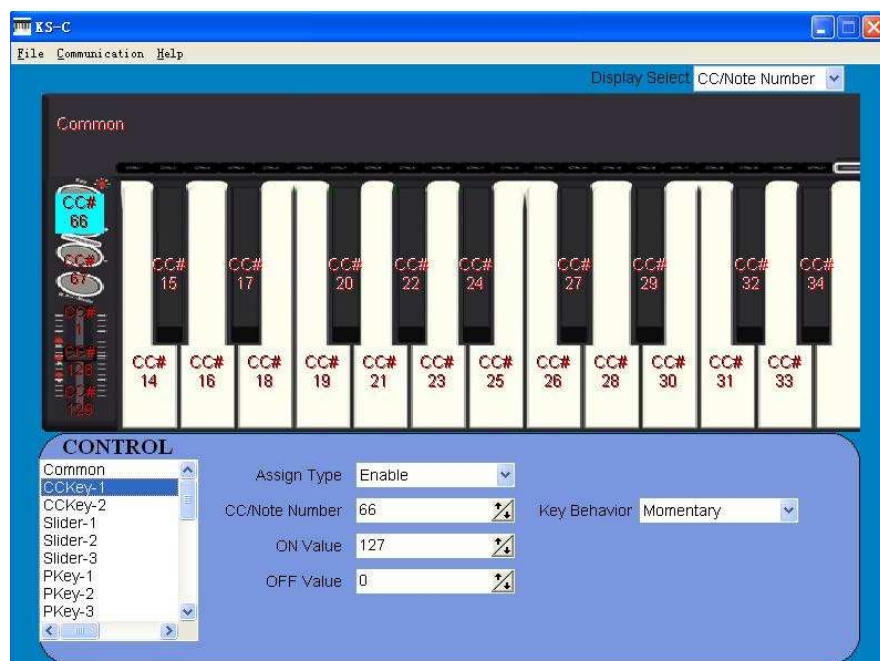 KS-C
File Communication Help
Display Select CC/Note Number
Common
CC#
66
CC#
67
CC#
1
CC#
128
CC#
129
CC#
15
CC#
17
CC#
20
CC#
22
CC#
24
CC#
27
CC#
29
CC#
32
CC#
34
CC#
14
CC#
16
CC#
18
CC#
19
CC#
21
CC#
23
CC#
25
CC#
26
CC#
28
CC#
30
CC#
31
CC#
33
CONTROL
Common
CCKey-1
CCKey-2
Slider-1
Slider-2
Slider-3
PKey-1
PKey-2
PKey-3
Assign Type Enable
CC/Note Number 66
Key Behavior Momentary
ON Value 127
OFF Value 0